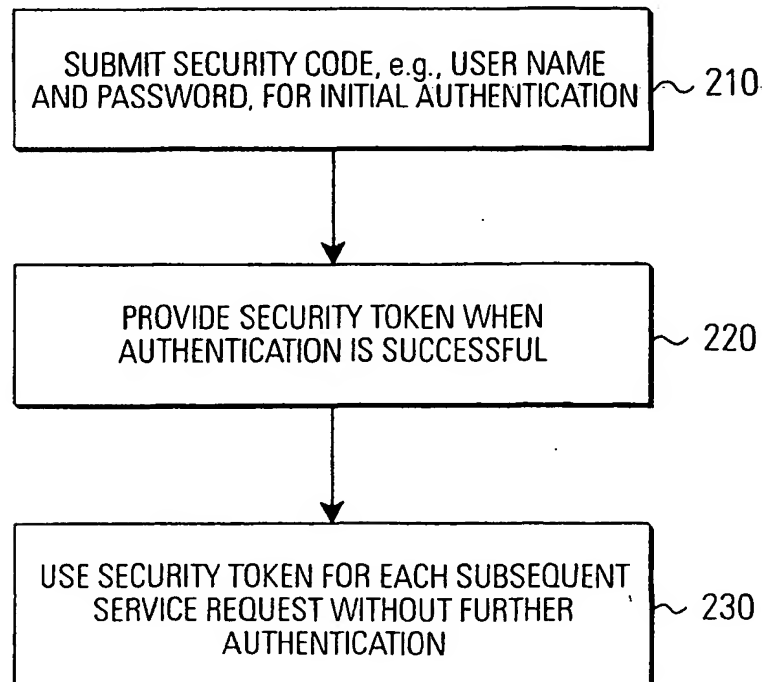 SUBMIT SECURITY CODE, e.g., USER NAME
AND PASSWORD, FOR INITIAL AUTHENTICATION
210
PROVIDE SECURITY TOKEN WHEN
AUTHENTICATION IS SUCCESSFUL
220
USE SECURITY TOKEN FOR EACH SUBSEQUENT
SERVICE REQUEST WITHOUT FURTHER
AUTHENTICATION
230